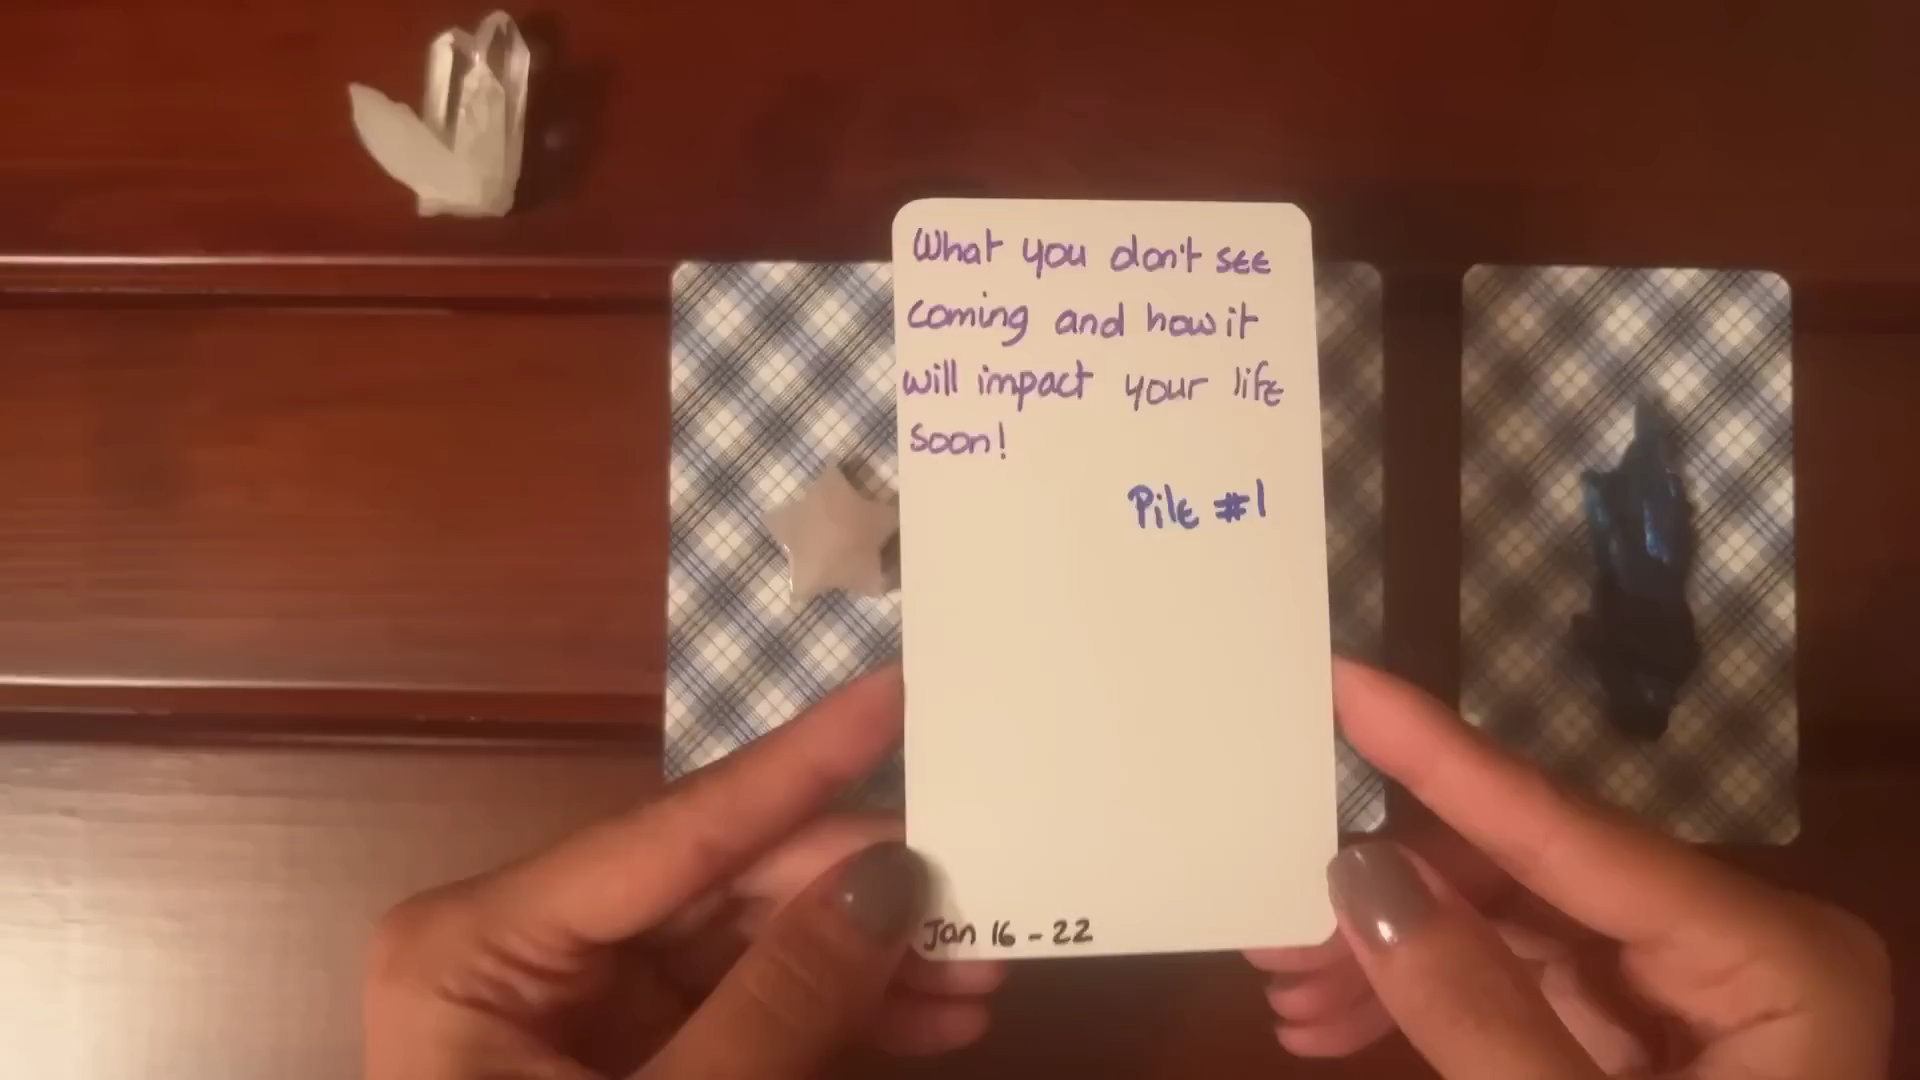 What you don't see
coming and how it
will impact your life
soon!
Pile #1
Jan 16 - 22